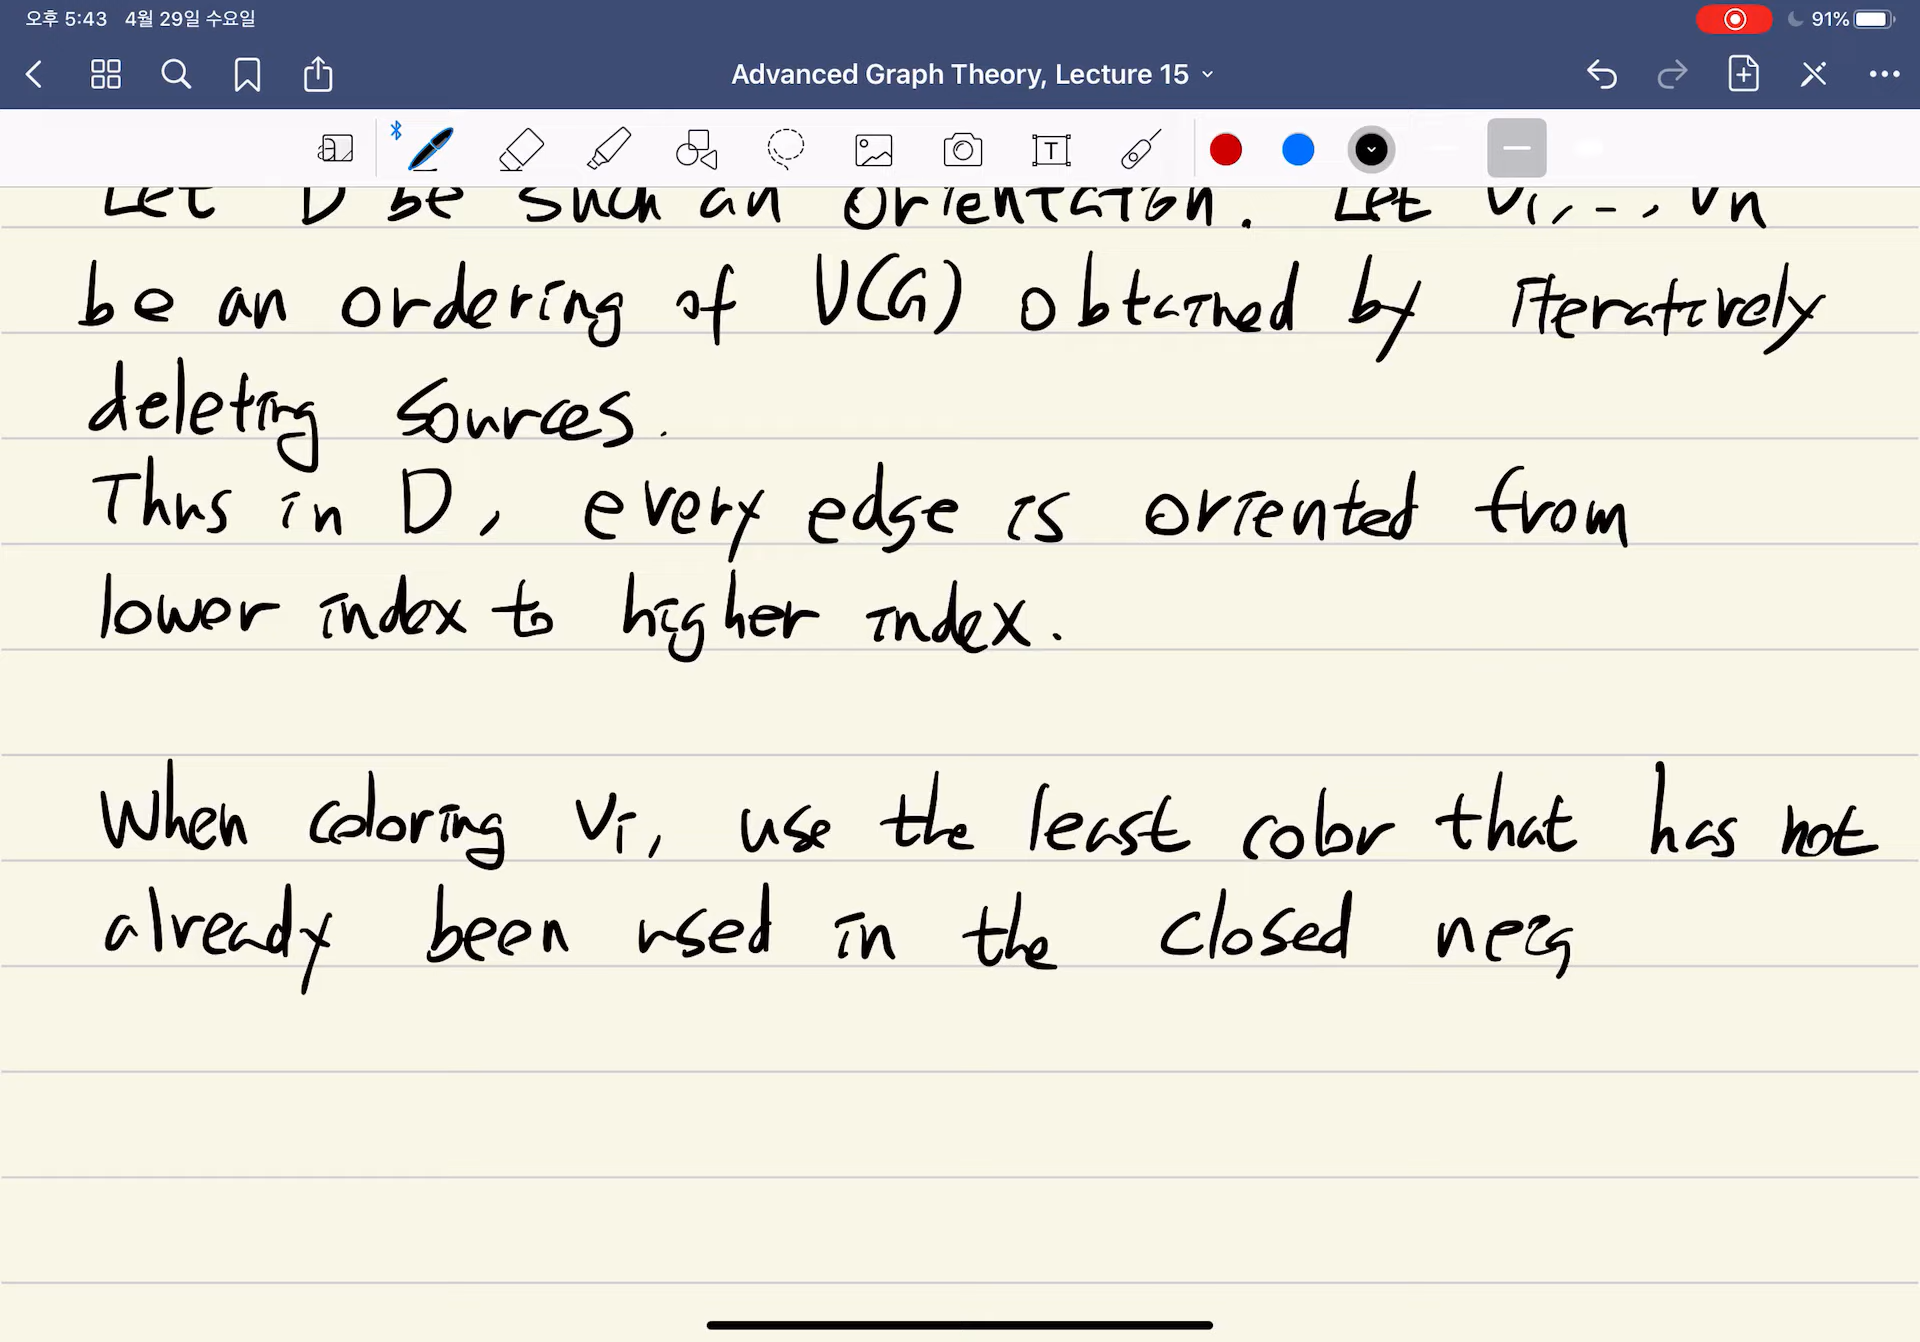 오후 5:43 4월 29일 수요일 91%
Advanced Graph Theory, Lecture 15
a T
Let D be such an orientation. Let v1, -, vn
be an ordering of V(G) obtained by iteratively
deleting sources.
Thus in D, every edge is oriented from
lower index to higher index.
When coloring vi, use the least color that has not
already been used in the closed neig